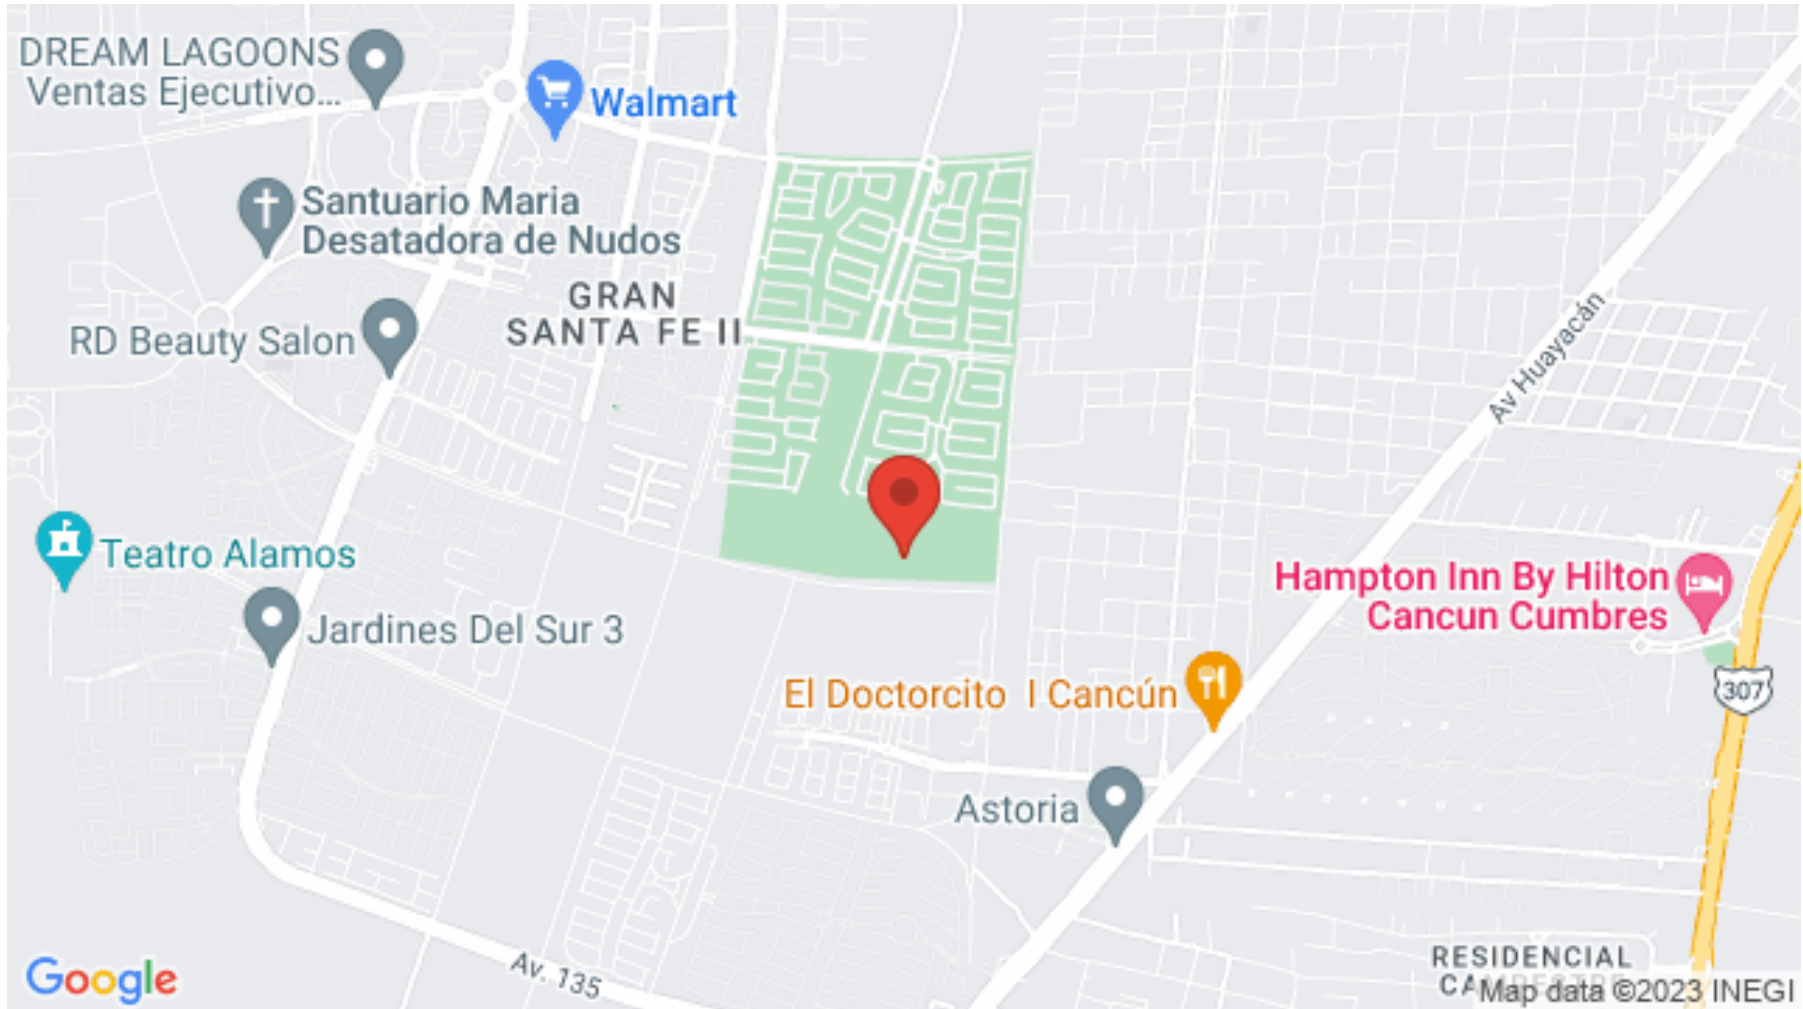 DREAM LAGOONS
Ventas Ejecutivo...
Walmart
Santuario Maria
Desatadora de Nudos
GRAN
SANTA FE II
RD Beauty Salon
Av Huayacán
Teatro Alamos
Hampton Inn By Hilton
Cancun Cumbres
Jardines Del Sur 3
El Doctorcito I Cancún
307
Astoria
Av. 135
RESIDENCIAL
Google
Map data ©2023 INEGI